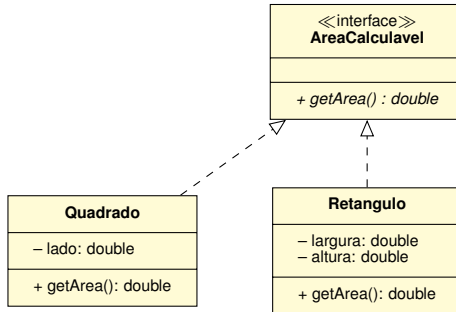 ≪interface≫
AreaCalculavel
+ getArea() : double
Quadrado
– lado: double
+ getArea(): double
Retangulo
– largura: double
– altura: double
+ getArea(): double